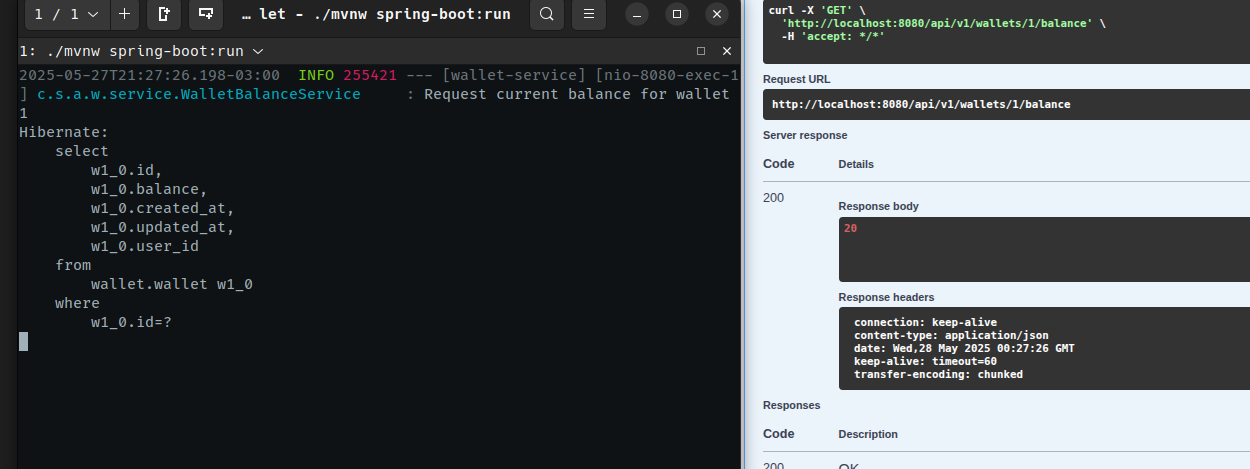 1 / 1
… let - ./mvnw spring-boot:run
1: ./mvnw spring-boot:run
2025-05-27T21:27:26.198-03:00  INFO 255421 --- [wallet-service] [nio-8080-exec-1
] c.s.a.w.service.WalletBalanceService     : Request current balance for wallet
1
Hibernate:
    select
        w1_0.id,
        w1_0.balance,
        w1_0.created_at,
        w1_0.updated_at,
        w1_0.user_id
    from
        wallet.wallet w1_0
    where
        w1_0.id=?
curl -X 'GET' \
  'http://localhost:8080/api/v1/wallets/1/balance' \
  -H 'accept: */*'
Request URL
http://localhost:8080/api/v1/wallets/1/balance
Server response
Code Details
200
Response body
20
Response headers
connection: keep-alive
content-type: application/json
date: Wed,28 May 2025 00:27:26 GMT
keep-alive: timeout=60
transfer-encoding: chunked
Responses
Code Description
200 OK